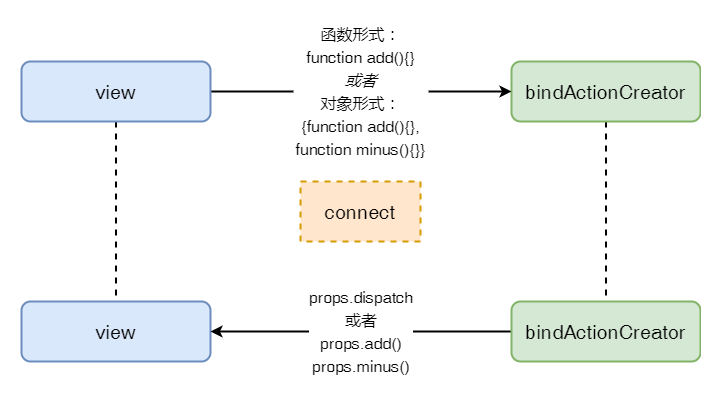 函数形式：
function add(){}
或者
对象形式：
{function add(){},
function minus(){}}
view
bindActionCreator
connect
props.dispatch
或者
props.add()
props.minus()
view
bindActionCreator